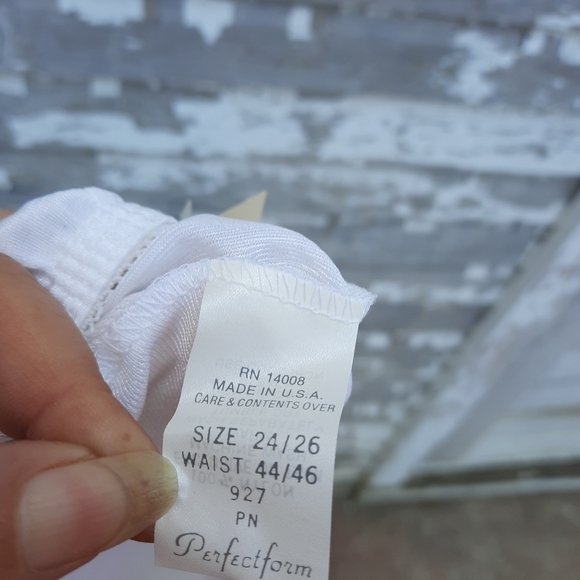 RN 14008
MADE IN U.S.A.
CARE & CONTENTS OVER
SIZE 24/26
WAIST 44/46
927
PN
Perfectform